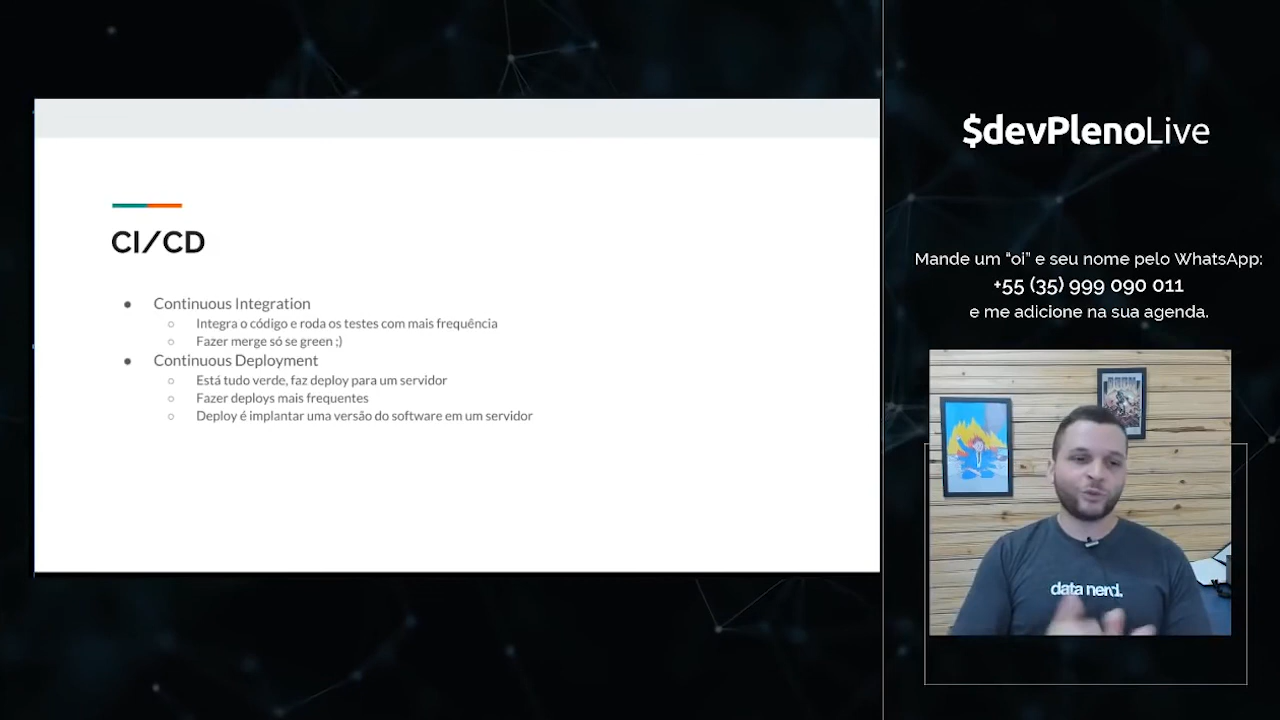 CI/CD
Continuous Integration
Integra o código e roda os testes com mais frequência
Fazer merge só se green ;)
Continuous Deployment
Está tudo verde, faz deploy para um servidor
Fazer deploys mais frequentes
Deploy é implantar uma versão do software em um servidor
$devPlenoLive
Mande um “oi” e seu nome pelo WhatsApp:
+55 (35) 999 090 011
e me adicione na sua agenda.
data nerd.